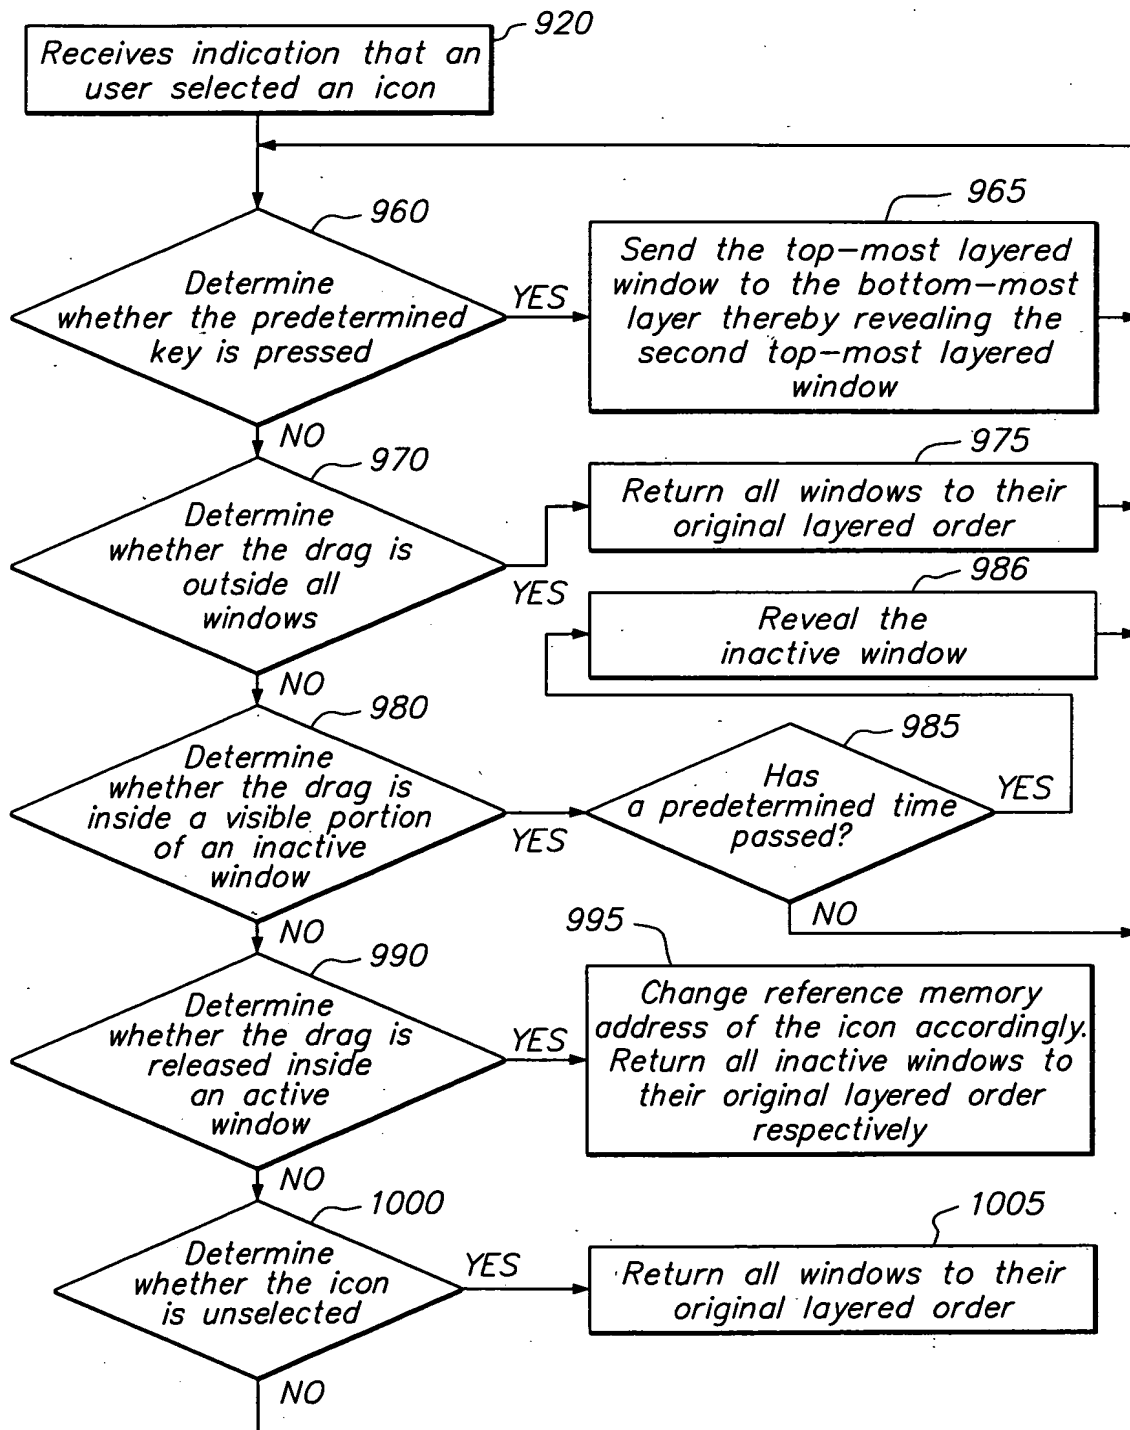 920
Receives indication that an
user selected an icon
960
Determine
whether the predetermined
key is pressed
YES
965
Send the top-most layered
window to the bottom-most
layer thereby revealing the
second top-most layered
window
NO
970
Determine
whether the drag is
outside all
windows
YES
975
Return all windows to their
original layered order
986
Reveal the
inactive window
NO
980
Determine
whether the drag is
inside a visible portion
of an inactive
window
YES
985
Has
a predetermined time
passed?
YES
NO
NO
990
Determine
whether the drag is
released inside
an active
window
YES
995
Change reference memory
address of the icon accordingly.
Return all inactive windows to
their original layered order
respectively
NO
1000
Determine
whether the icon
is unselected
YES
1005
Return all windows to their
original layered order
NO